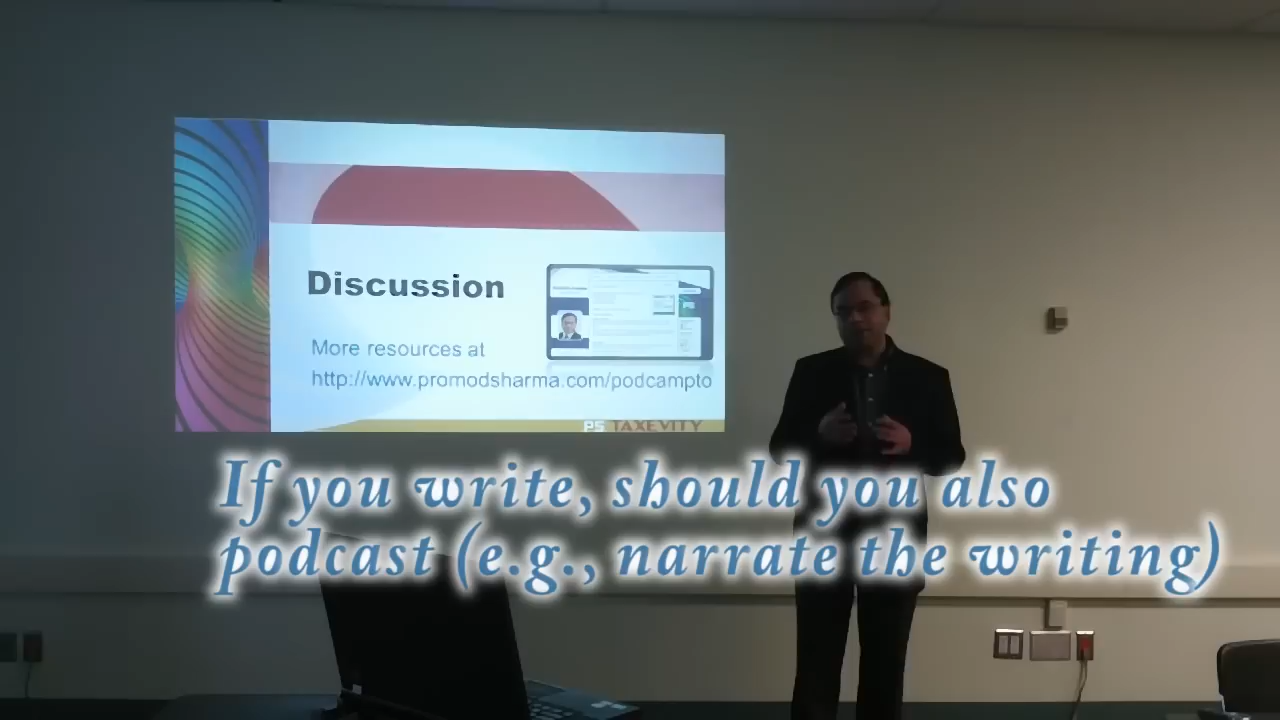 Discussion
More resources at
http://www.promodsharma.com/podcampto
PS TAXEVITY
If you write, should you also
podcast (e.g., narrate the writing)